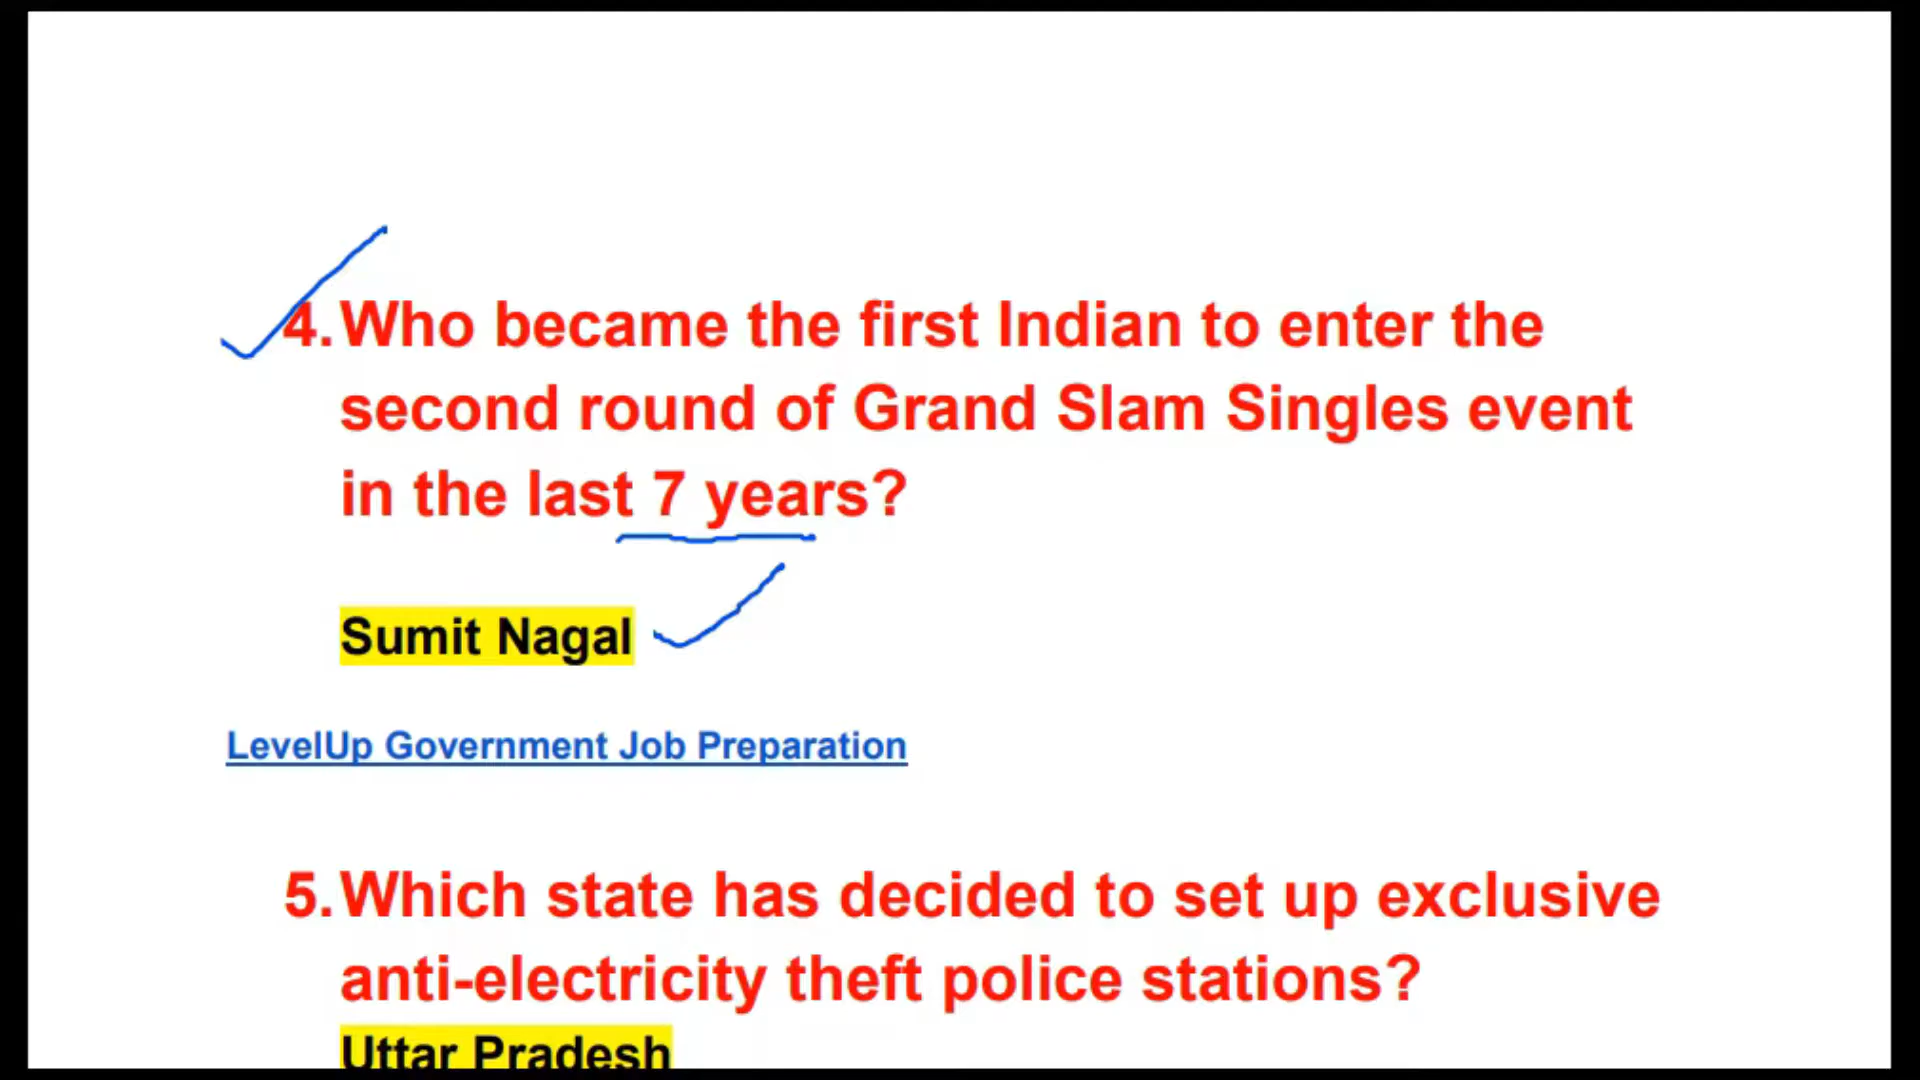 4. Who became the first Indian to enter the
second round of Grand Slam Singles event
in the last 7 years?
Sumit Nagal
LevelUp Government Job Preparation
5. Which state has decided to set up exclusive
anti-electricity theft police stations?
Uttar Pradesh